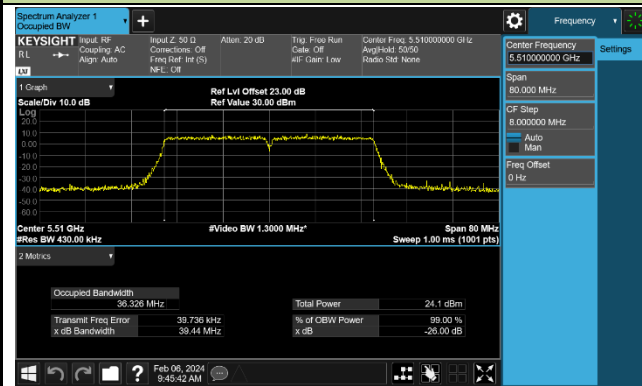 Spectrum Analyzer 1
Occupied BW
Frequency
KEYSIGHT
RL
LXI
Input: RF
Coupling: AC
Align: Auto
Input Z: 50 Ω
Corrections: Off
Freq Ref: Int (S)
NFE: Off
Atten: 20 dB
Trig: Free Run
Gate: Off
#IF Gain: Low
Center Freq: 5.510000000 GHz
Avg|Hold: 50/50
Radio Std: None
Center Frequency
5.510000000 GHz
Settings
Span
80.000 MHz
CF Step
8.000000 MHz
Auto
Man
Freq Offset
0 Hz
1 Graph
Scale/Div 10.0 dB
Ref Lvl Offset 23.00 dB
Ref Value 30.00 dBm
Log
20.0
10.0
0.00
-10.0
-20.0
-30.0
-40.0
-50.0
-60.0
Center 5.51 GHz
#Video BW 1.3000 MHz*
Span 80 MHz
#Res BW 430.00 kHz
Sweep 1.00 ms (1001 pts)
2 Metrics
Occupied Bandwidth
36.326 MHz
Total Power 24.1 dBm
Transmit Freq Error 39.736 kHz
% of OBW Power 99.00 %
x dB Bandwidth 39.44 MHz
x dB -26.00 dB
Feb 06, 2024
9:45:42 AM